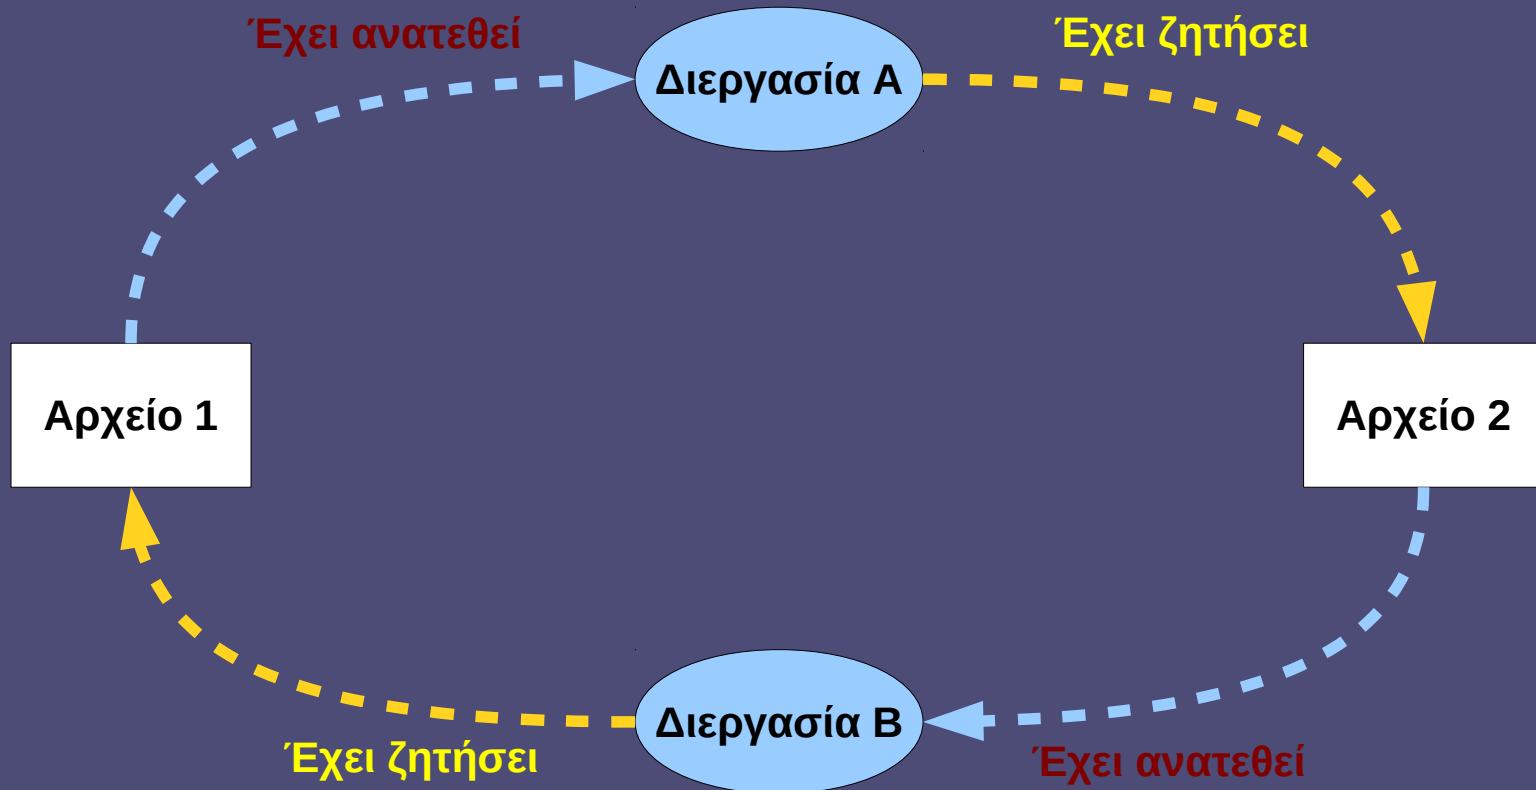 Έχει ανατεθεί
Έχει ζητήσει
Διεργασία Α
Αρχείο 1
Αρχείο 2
Διεργασία Β
Έχει ζητήσει
Έχει ανατεθεί